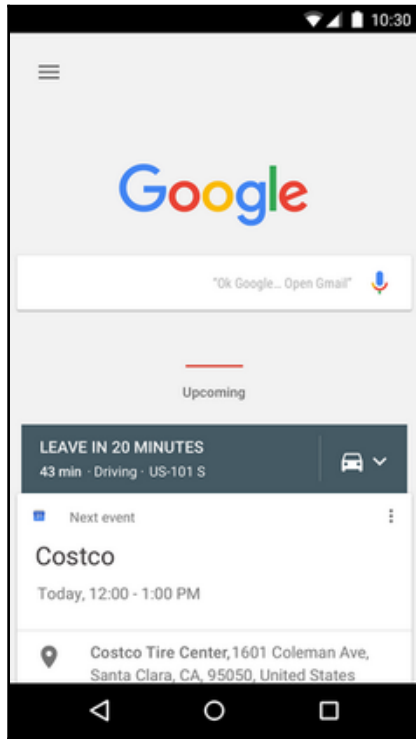 10:30
Google
"Ok Google... Open Gmail"
Upcoming
LEAVE IN 20 MINUTES
43 min · Driving · US-101 S
Next event
Costco
Today, 12:00 - 1:00 PM
Costco Tire Center, 1601 Coleman Ave,
Santa Clara, CA, 95050, United States